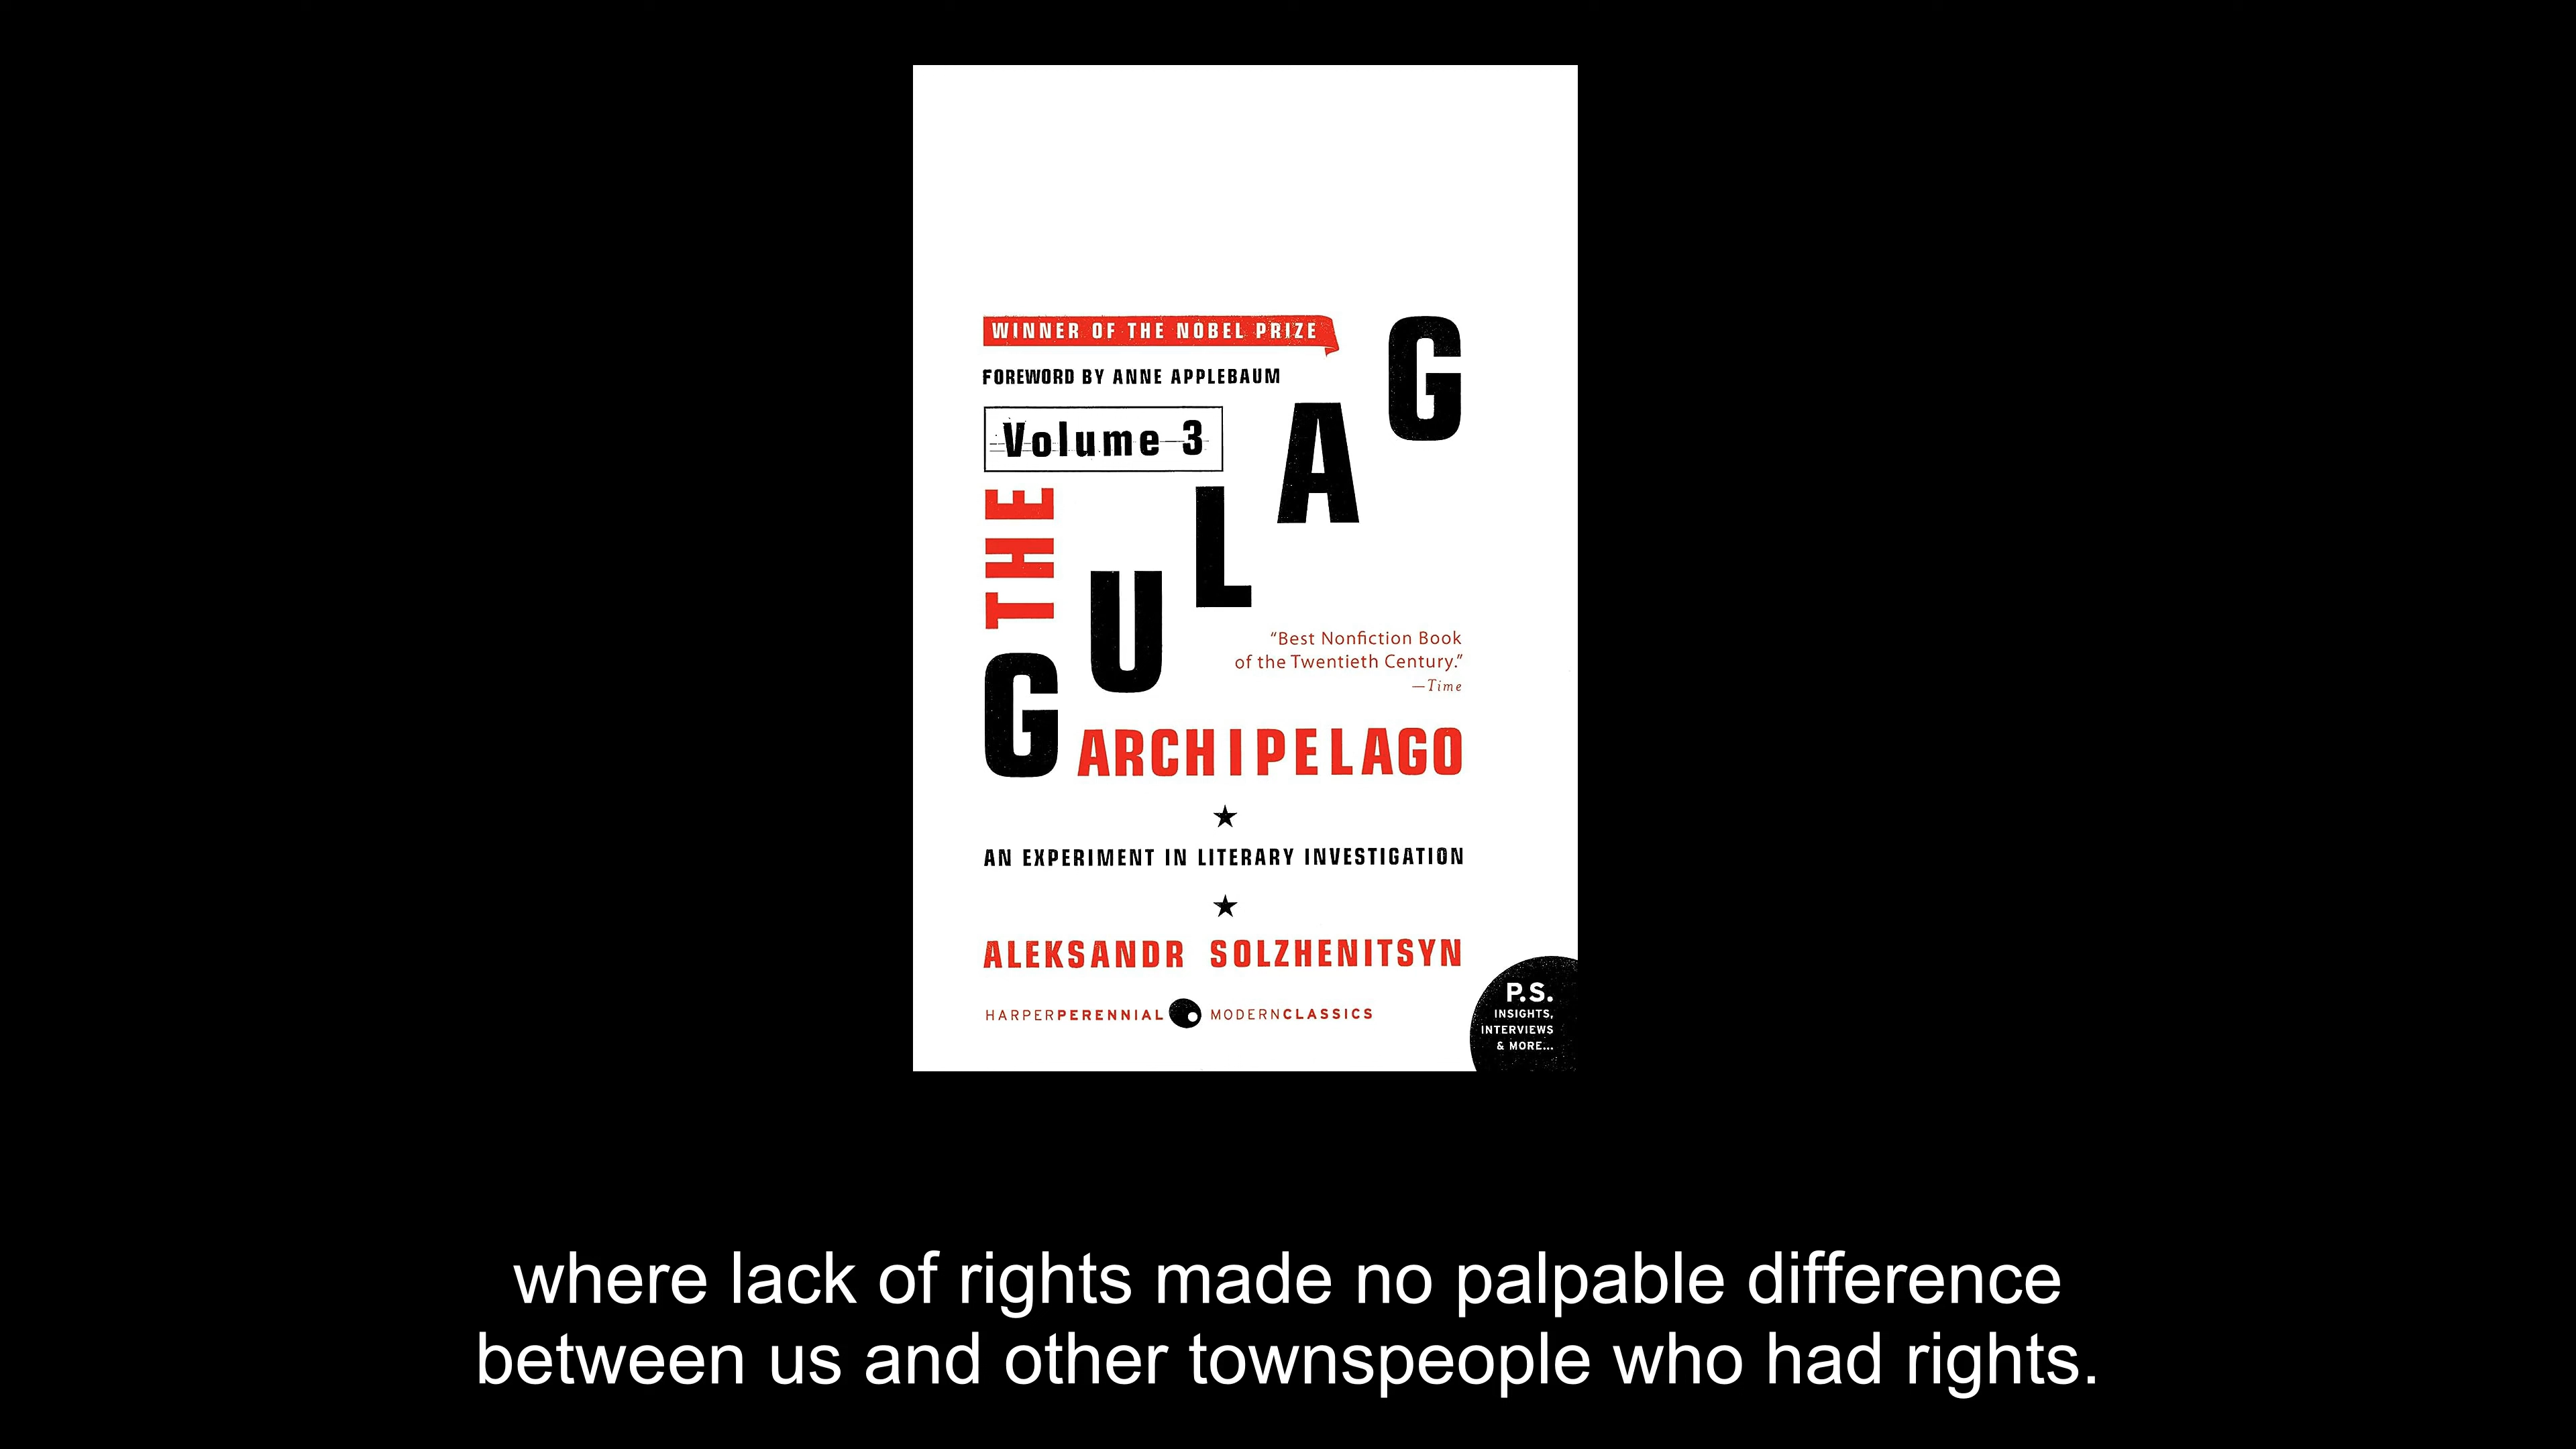 WINNER OF THE NOBEL PRIZE
FOREWORD BY ANNE APPLEBAUM
Volume 3
THE
GULAG
"Best Nonfiction Book
of the Twentieth Century."
—Time
ARCHIPELAGO
AN EXPERIMENT IN LITERARY INVESTIGATION
ALEKSANDR SOLZHENITSYN
HARPERPERENNIAL MODERNCLASSICS
P.S.
INSIGHTS,
INTERVIEWS
& MORE...
where lack of rights made no palpable difference
between us and other townspeople who had rights.